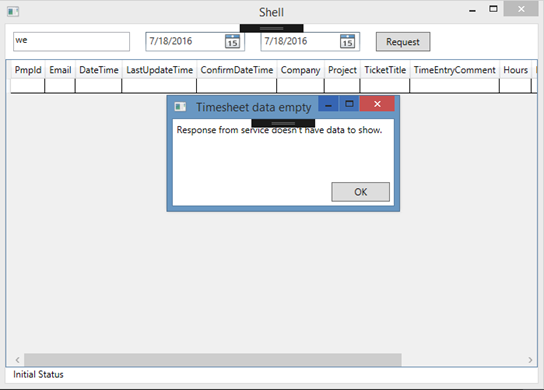 Shell
we
7/18/2016 15 7/18/2016 15 Request
PmpId Email DateTime LastUpdateTime ConfirmDateTime Company Project TicketTitle TimeEntryComment Hours
Timesheet data empty
Response from service doesn't have data to show.
OK
Initial Status